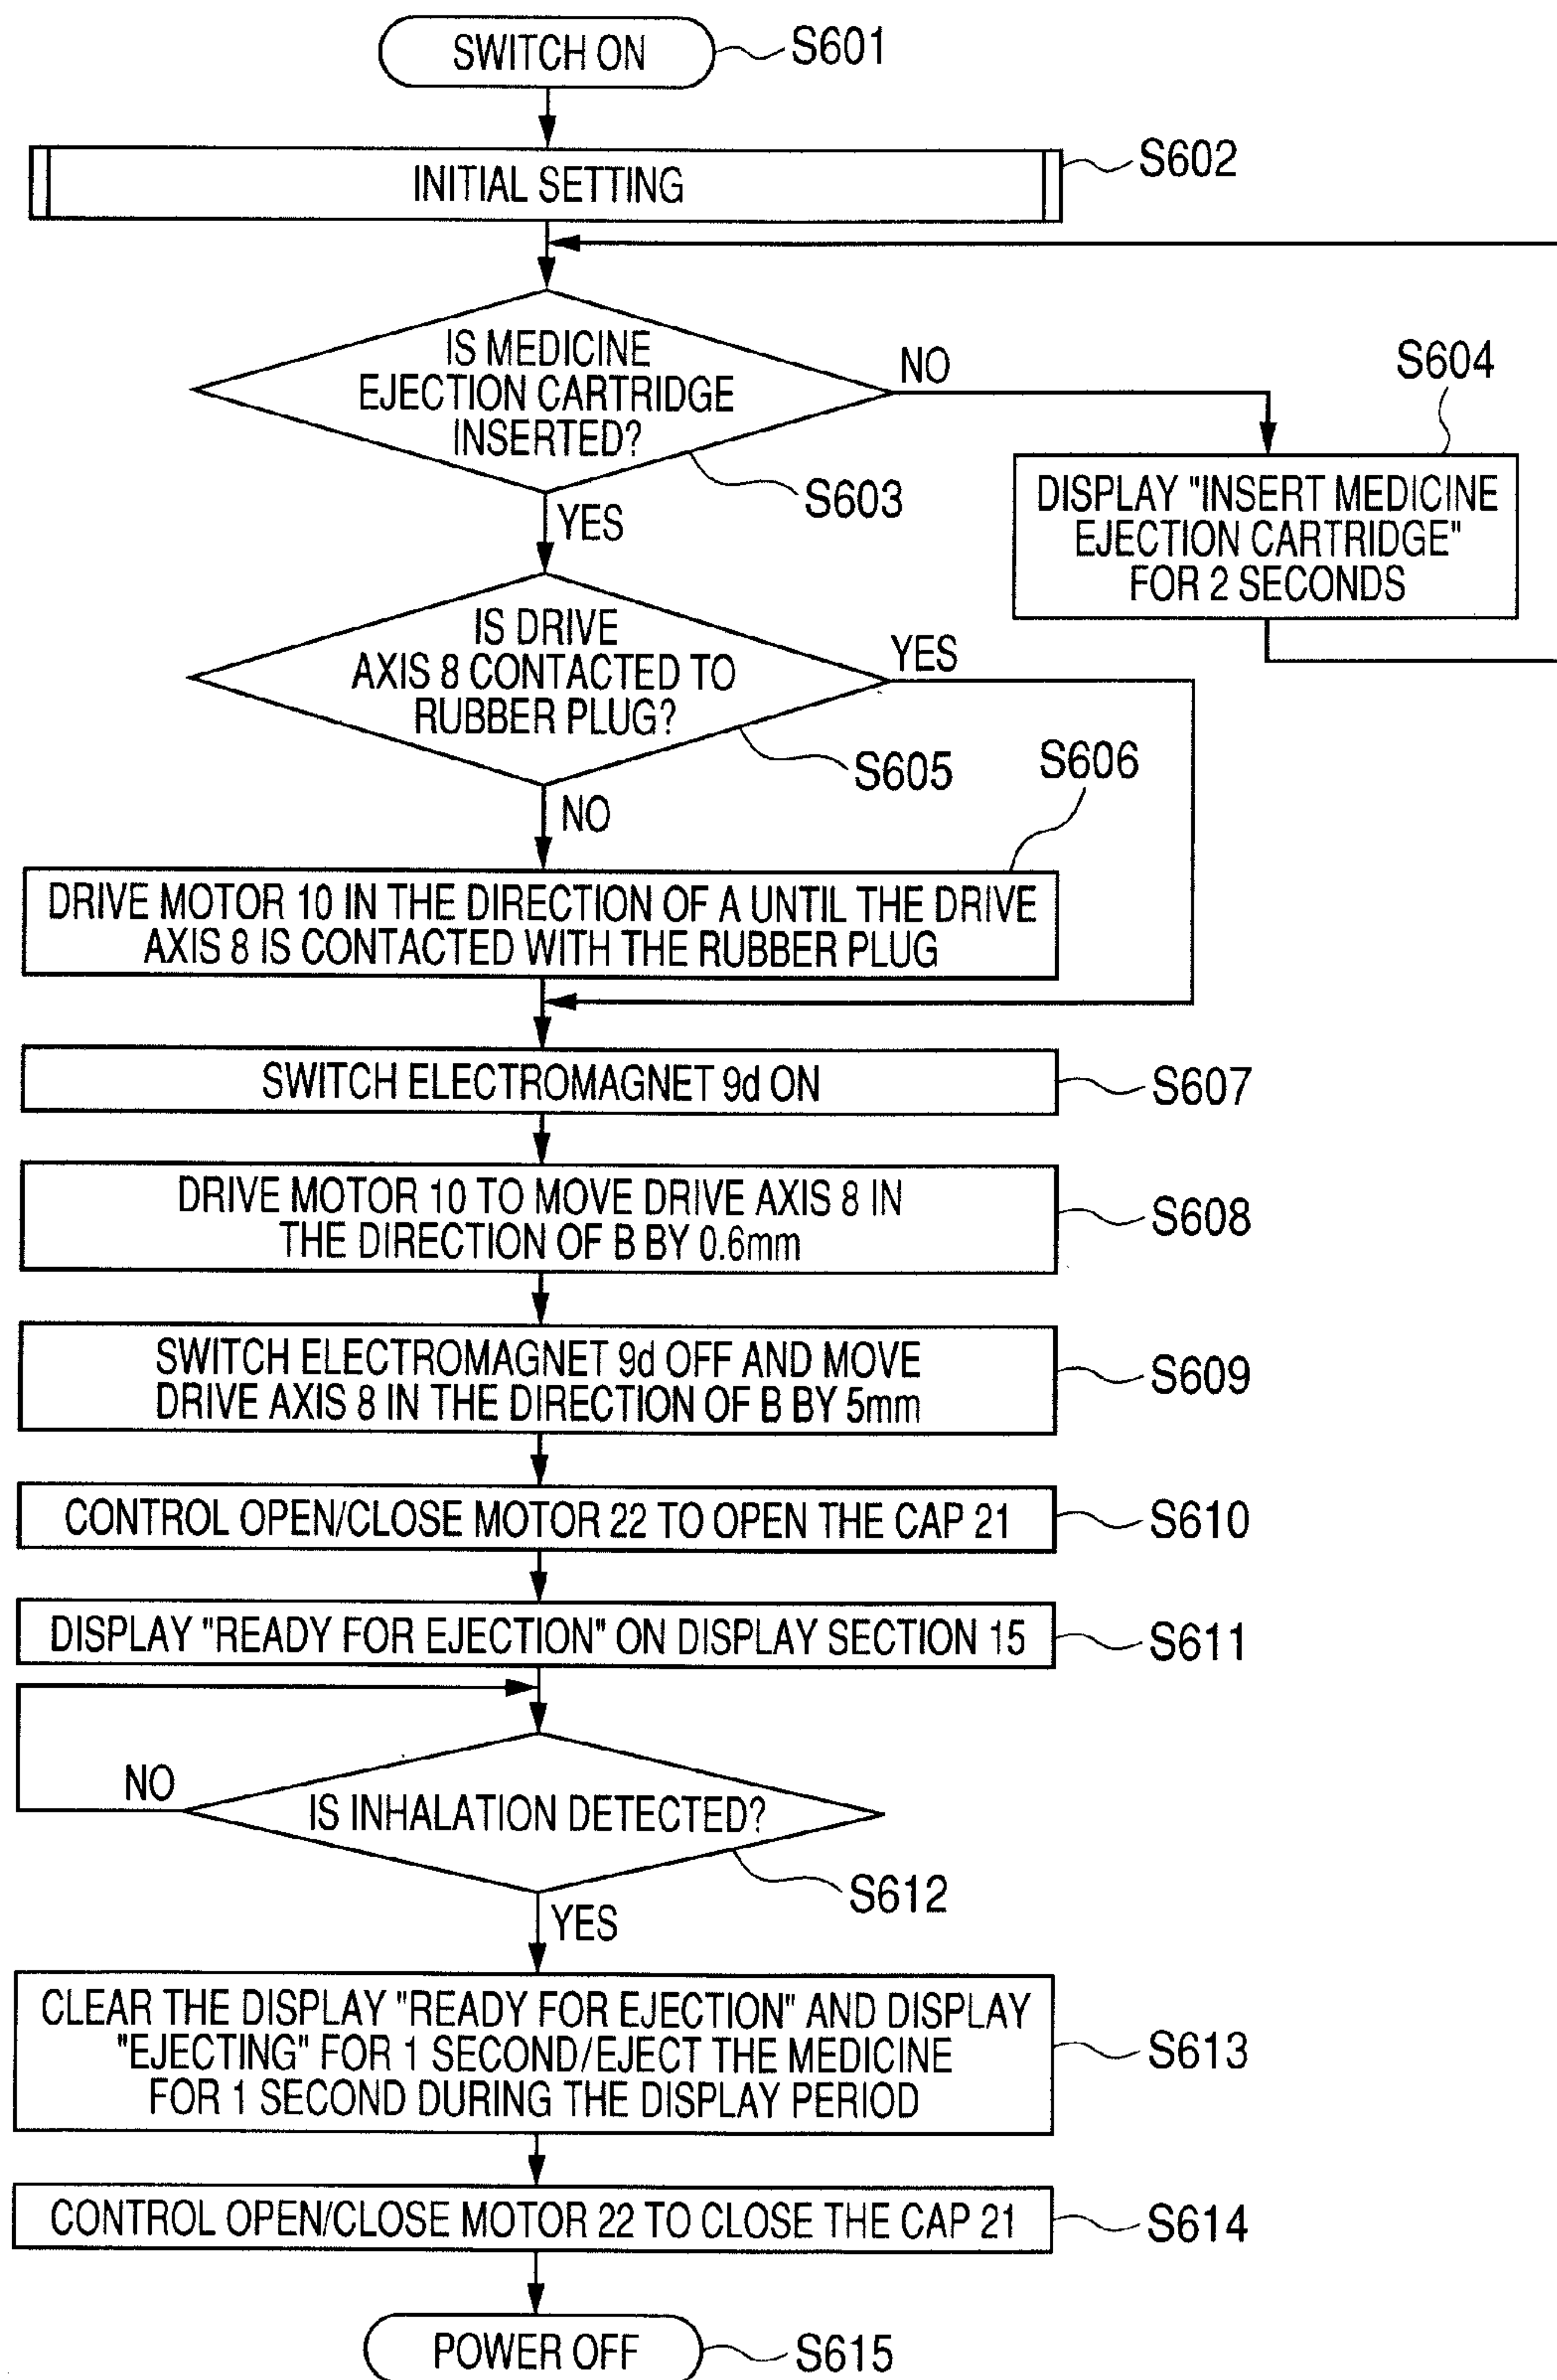 SWITCH ON
S601
INITIAL SETTING
S602
IS MEDICINE
EJECTION CARTRIDGE
INSERTED?
NO
S603
YES
S604
DISPLAY "INSERT MEDICINE
EJECTION CARTRIDGE"
FOR 2 SECONDS
IS DRIVE
AXIS 8 CONTACTED TO
RUBBER PLUG?
YES
S605
NO
S606
DRIVE MOTOR 10 IN THE DIRECTION OF A UNTIL THE DRIVE
AXIS 8 IS CONTACTED WITH THE RUBBER PLUG
SWITCH ELECTROMAGNET 9d ON
S607
DRIVE MOTOR 10 TO MOVE DRIVE AXIS 8 IN
THE DIRECTION OF B BY 0.6mm
S608
SWITCH ELECTROMAGNET 9d OFF AND MOVE
DRIVE AXIS 8 IN THE DIRECTION OF B BY 5mm
S609
CONTROL OPEN/CLOSE MOTOR 22 TO OPEN THE CAP 21
S610
DISPLAY "READY FOR EJECTION" ON DISPLAY SECTION 15
S611
NO
IS INHALATION DETECTED?
S612
YES
CLEAR THE DISPLAY "READY FOR EJECTION" AND DISPLAY
"EJECTING" FOR 1 SECOND/EJECT THE MEDICINE
FOR 1 SECOND DURING THE DISPLAY PERIOD
S613
CONTROL OPEN/CLOSE MOTOR 22 TO CLOSE THE CAP 21
S614
POWER OFF
S615